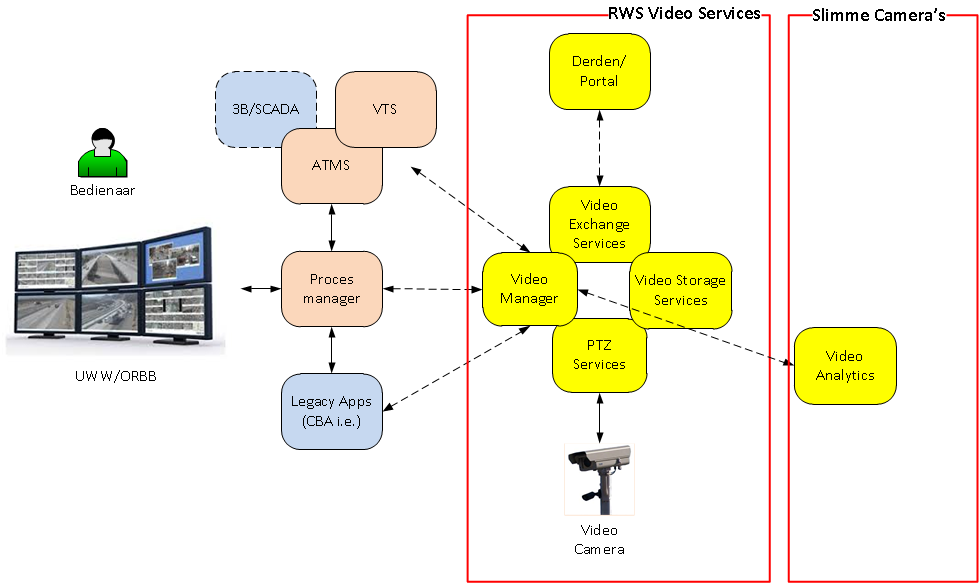 RWS Video Services
Slimme Camera's
Derden/
Portal
3B/SCADA
VTS
ATMS
Bedienaar
Video
Exchange
Services
Proces
manager
Video
Manager
Video Storage
Services
PTZ
Services
Video
Analytics
UWW/ORBB
Legacy Apps
(CBA i.e.)
Video
Camera